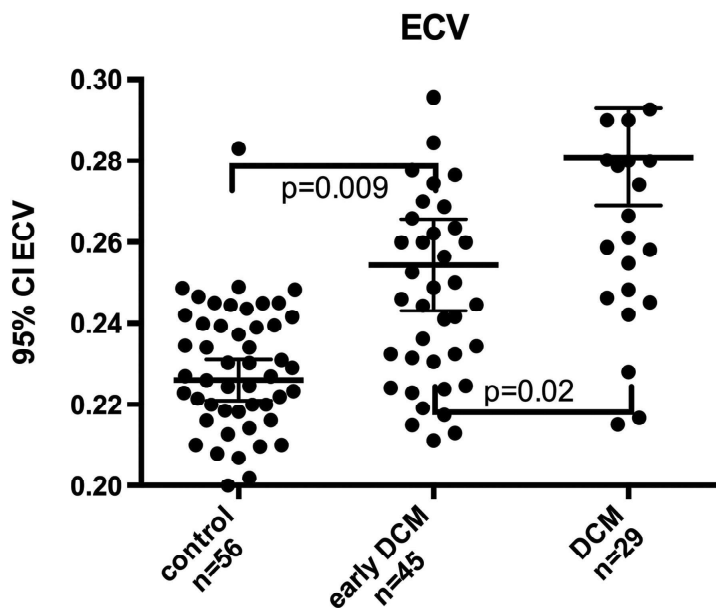 ECV
95% CI ECV
0.30
0.28
0.26
0.24
0.22
0.20
p=0.009
p=0.02
control
n=56
early DCM
n=45
DCM
n=29